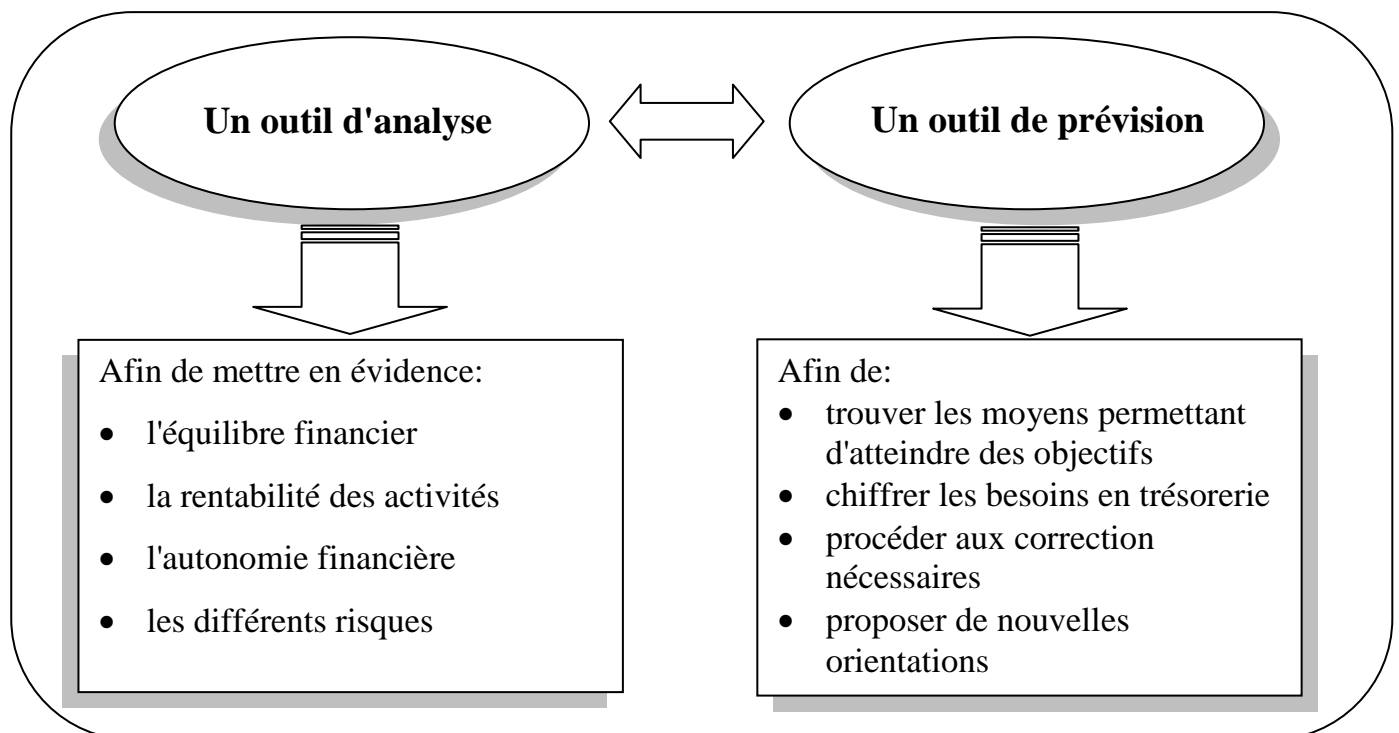 Un outil d'analyse
Un outil de prévision
Afin de mettre en évidence:
• l'équilibre financier
• la rentabilité des activités
• l'autonomie financière
• les différents risques
Afin de:
• trouver les moyens permettant
d'atteindre des objectifs
• chiffrer les besoins en trésorerie
• procéder aux correction
nécessaires
• proposer de nouvelles
orientations